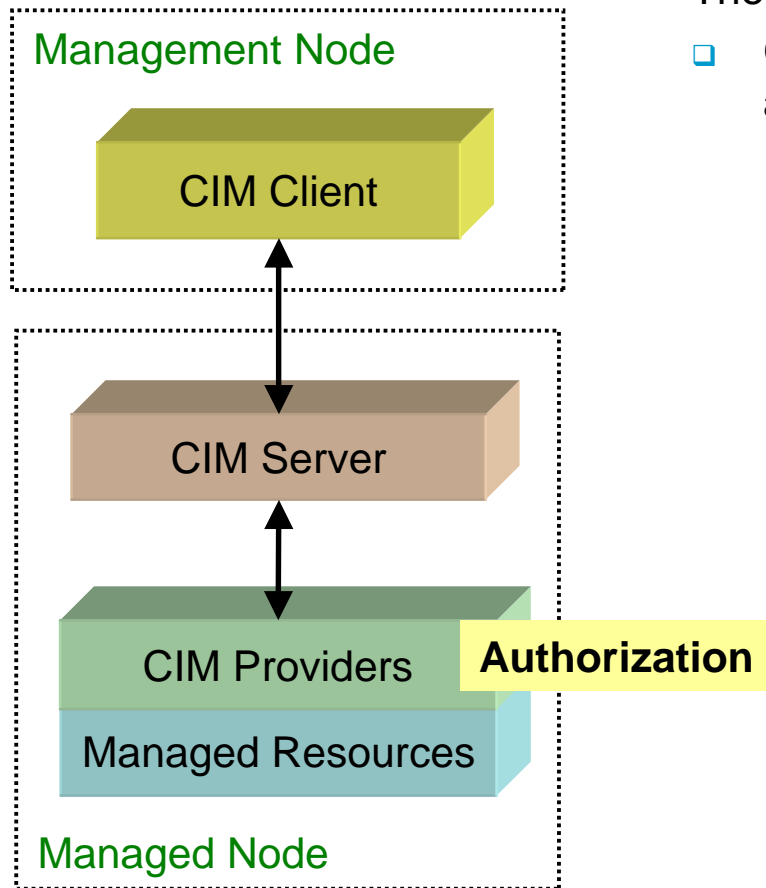 Management Node
CIM Client
CIM Server
CIM Providers
Authorization
Managed Resources
Managed Node